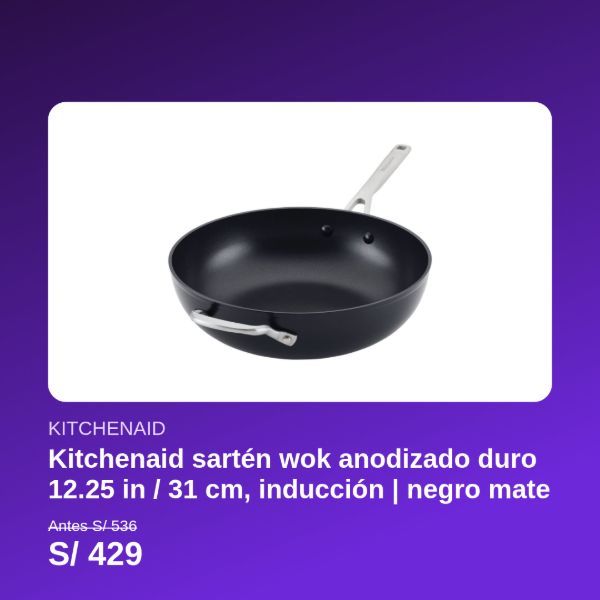 KITCHENAID
Kitchenaid sartén wok anodizado duro
12.25 in / 31 cm, inducción | negro mate
Antes S/ 536
S/ 429